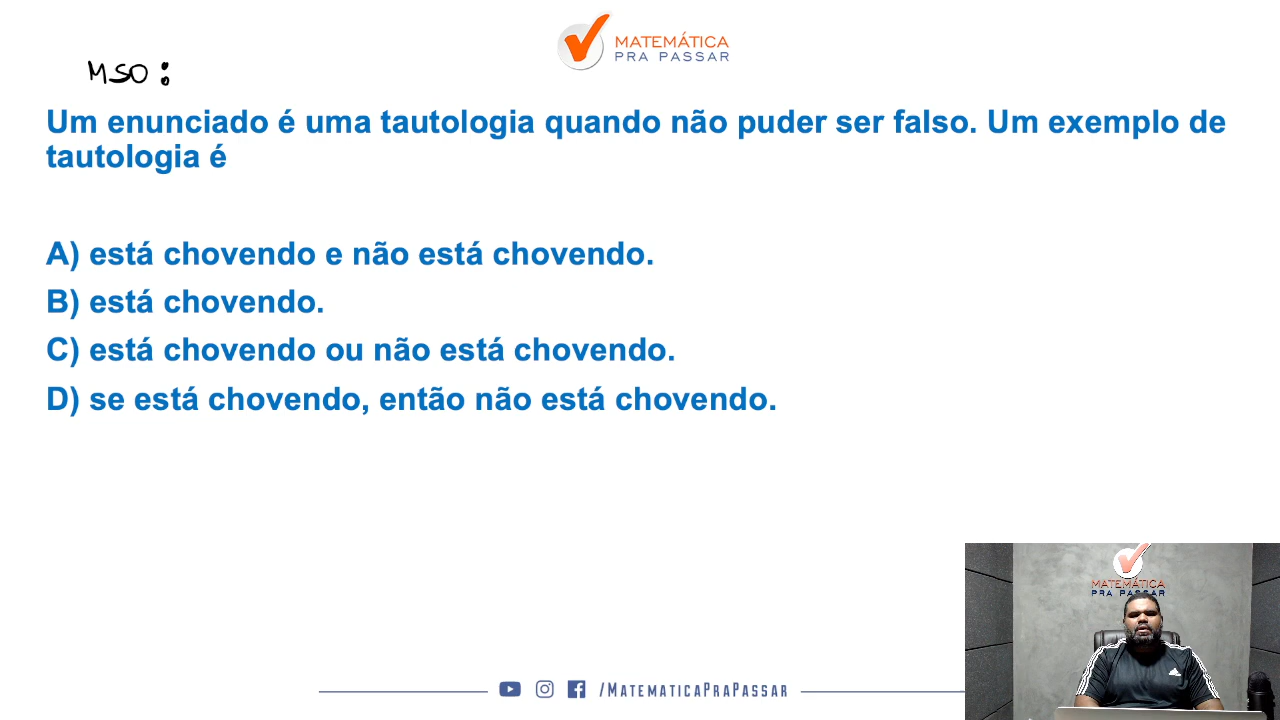 MATEMÁTICA
PRA PASSAR
MSO:
Um enunciado é uma tautologia quando não puder ser falso. Um exemplo de
tautologia é
A) está chovendo e não está chovendo.
B) está chovendo.
C) está chovendo ou não está chovendo.
D) se está chovendo, então não está chovendo.
MATEMÁTICA
PRA PASSAR
/MATEMATICAPRAPASSAR